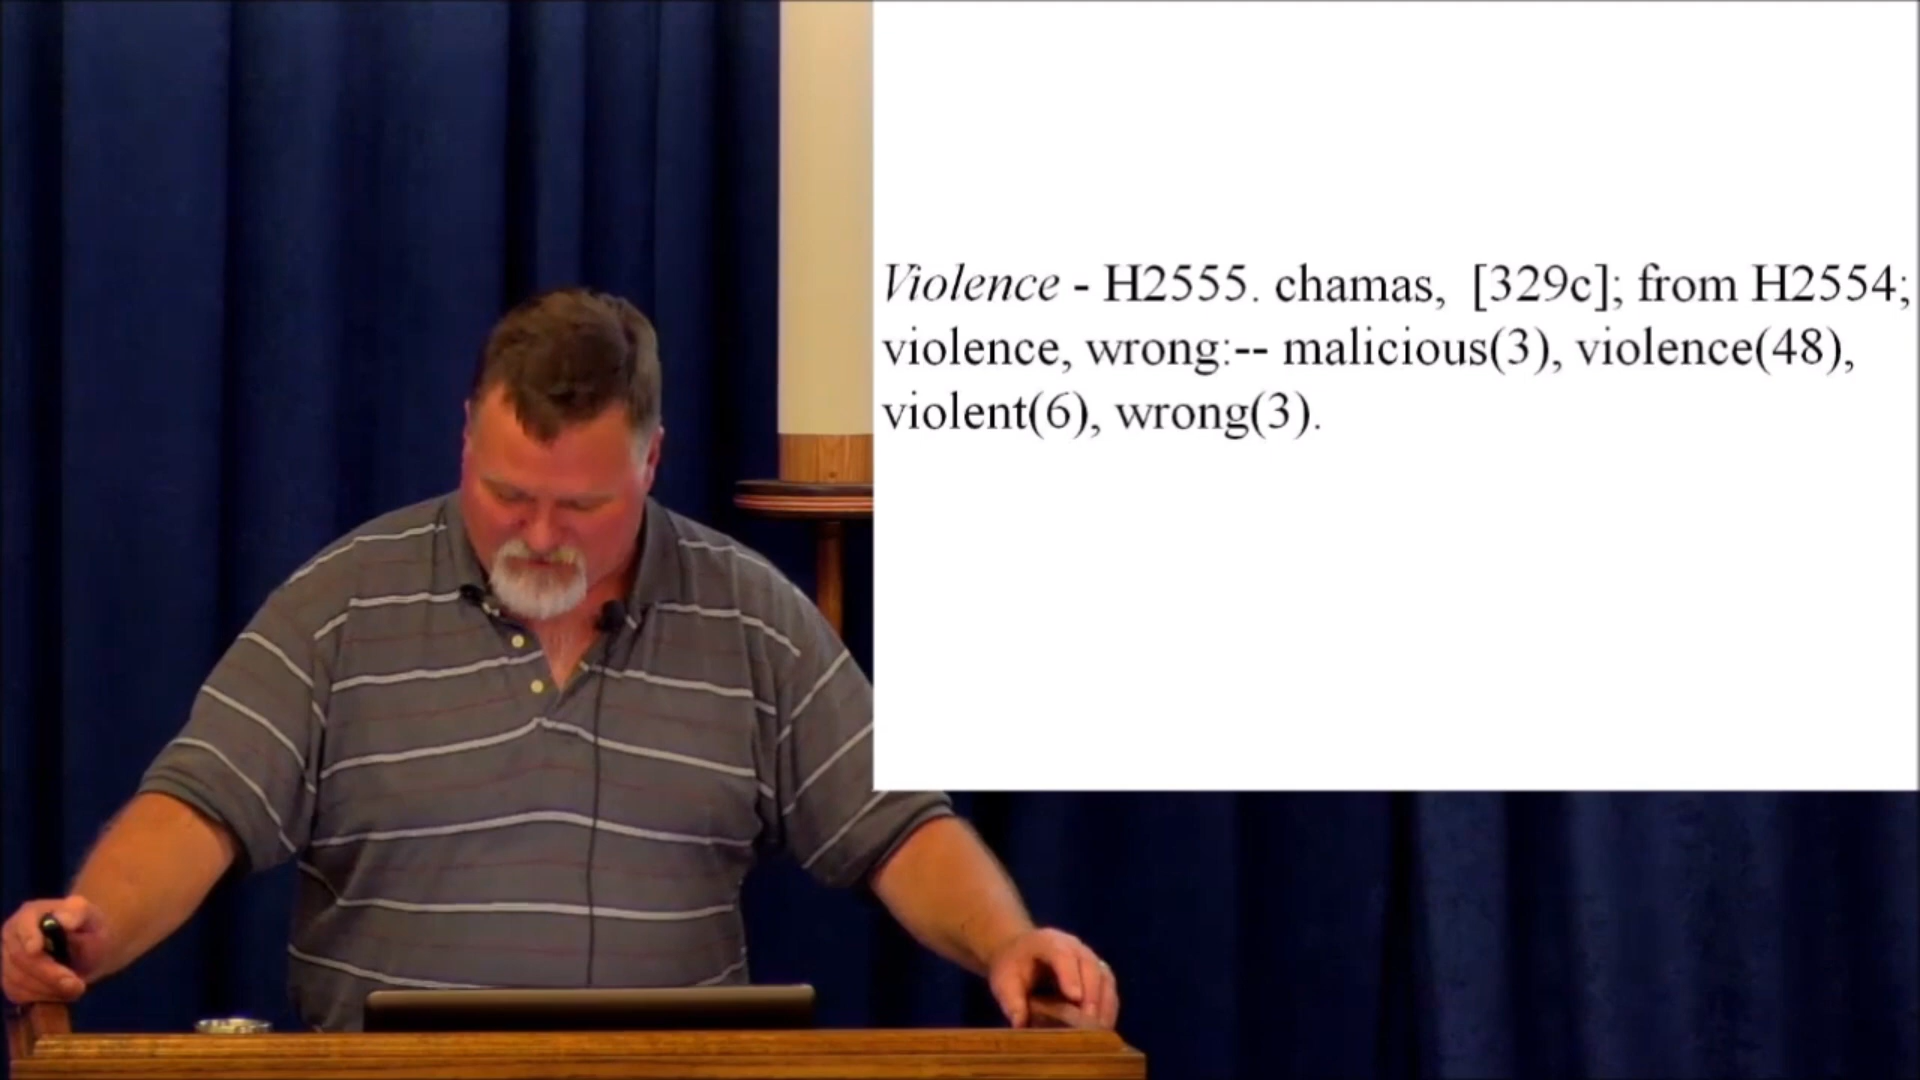 Violence - H2555. chamas,  [329c]; from H2554;
violence, wrong:-- malicious(3), violence(48),
violent(6), wrong(3).